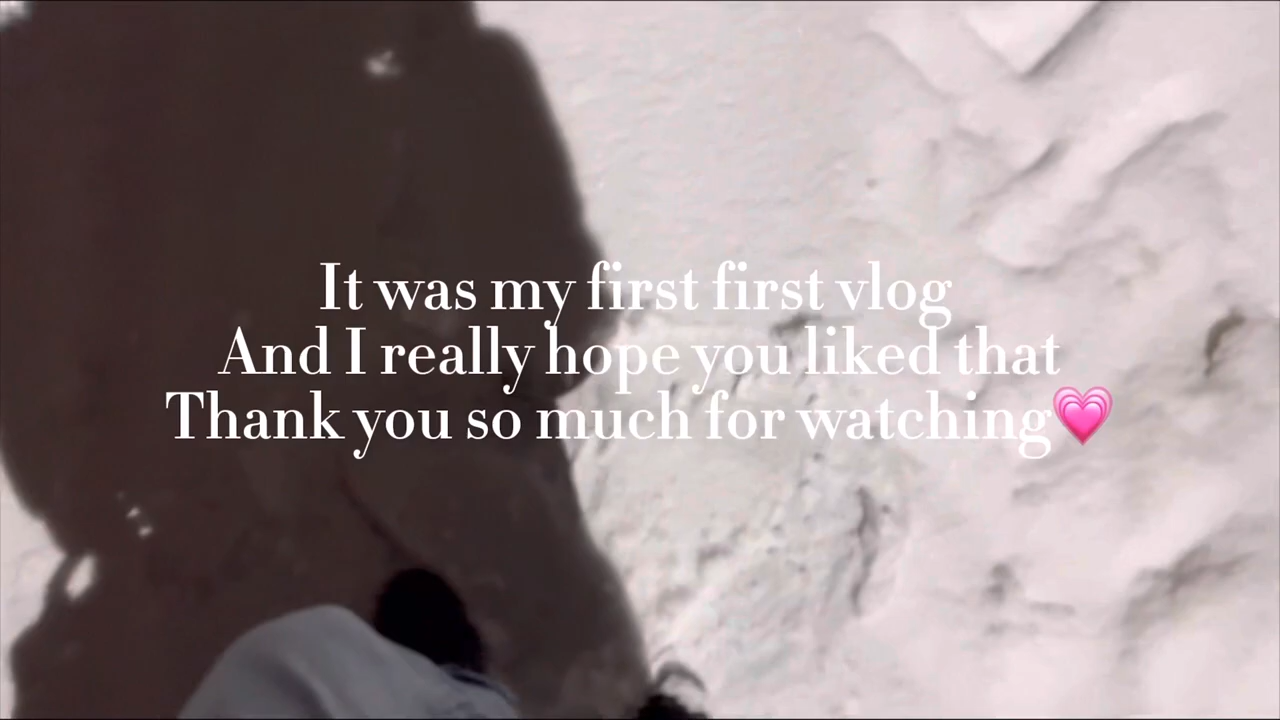 It was my first first vlog
And I really hope you liked that
Thank you so much for watching💗